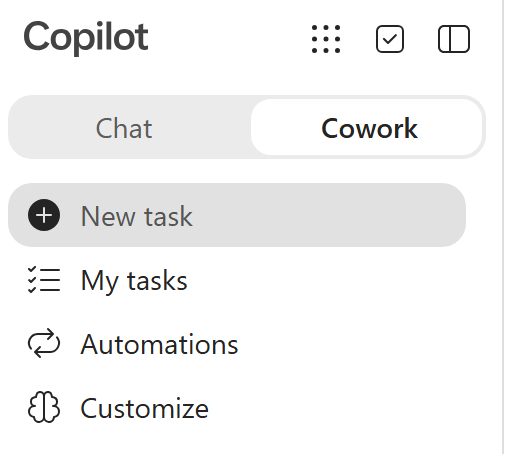 Copilot
Chat Cowork
New task
My tasks
Automations
Customize